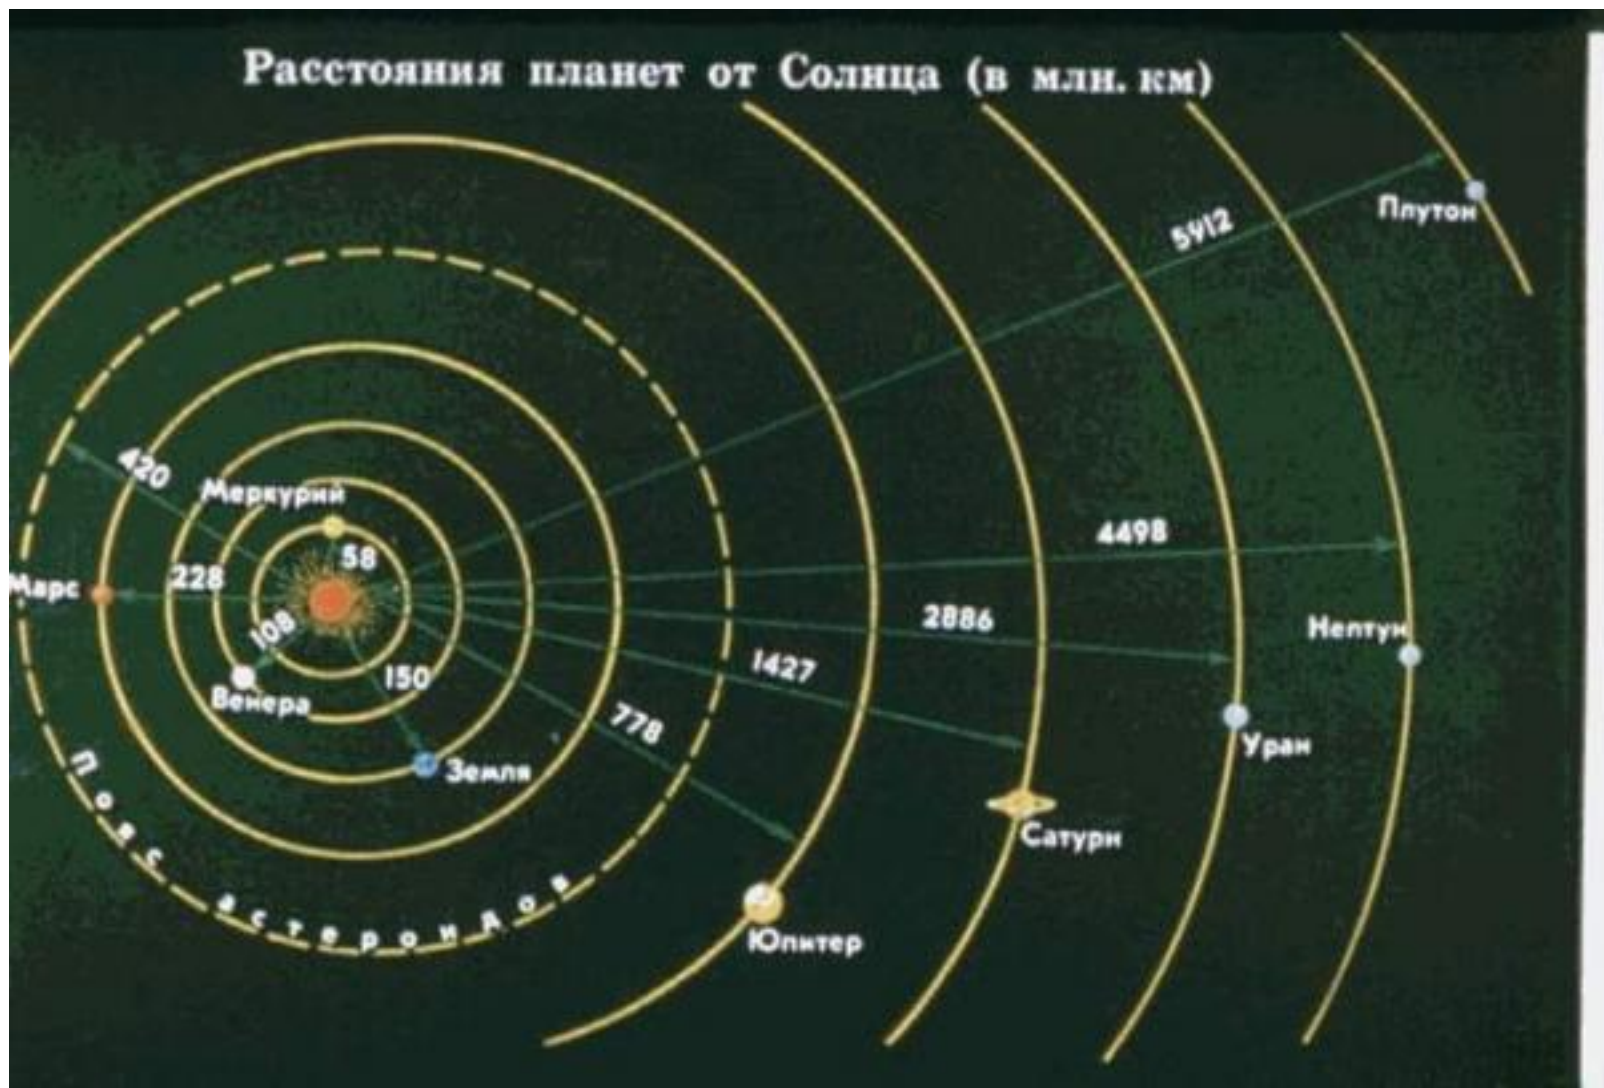 Расстояния планет от Солнца (в млн. км)
Плутон
5912
420
Меркурий
58
4498
Марс
228
108
2886
Нептун
150
1427
Венера
778
Уран
Земля
Сатурн
Пояс астероидов
Юпитер